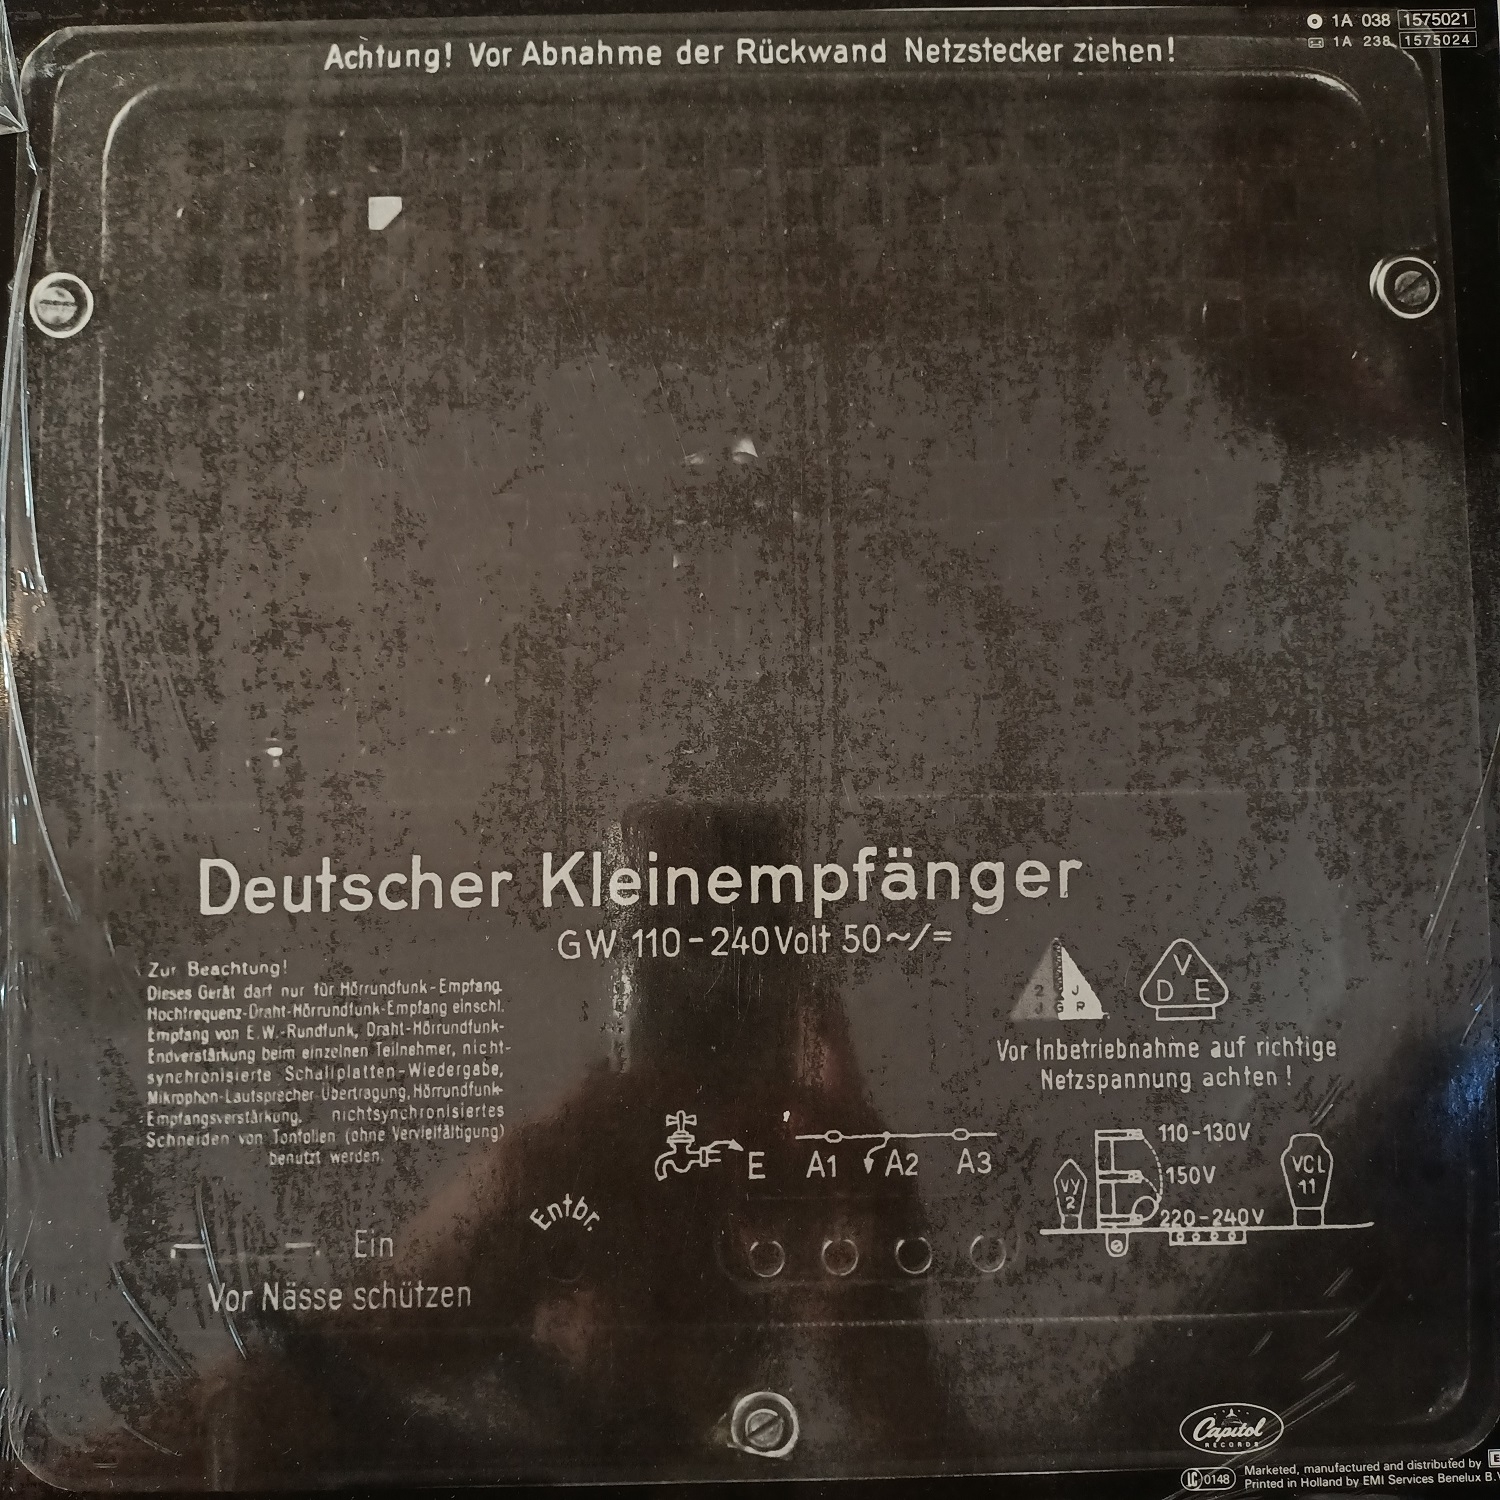 1A 038 1575021
1A 238 1575024
Achtung! Vor Abnahme der Rückwand Netzstecker ziehen!
Deutscher Kleinempfänger
GW 110-240Volt 50~/=
Zur Beachtung!
Dieses Gerät darf nur für Hörrundfunk-Empfang.
Hochfrequenz-Draht-Hörrundfunk-Empfang einschl.
Empfang von E.W.-Rundfunk, Draht-Hörrundfunk-
Endverstärkung beim einzelnen Teilnehmer, nicht-
synchronisierte Schallplatten-Wiedergabe,
Mikrophon-Lautsprecher Übertragung, Hörrundfunk-
Empfangsverstärkung, nichtsynchronisiertes
Schneiden von Tonfolien (ohne Vervielfältigung)
benutzt werden.
V
D E
Vor Inbetriebnahme auf richtige
Netzspannung achten!
E A1 A2 A3
110-130V
150V
220-240V
VY
2
VCL
11
Entbr.
Ein
Vor Nässe schützen
Capitol
RECORDS
LC 0148
Marketed, manufactured and distributed by
Printed in Holland by EMI Services Benelux B.V